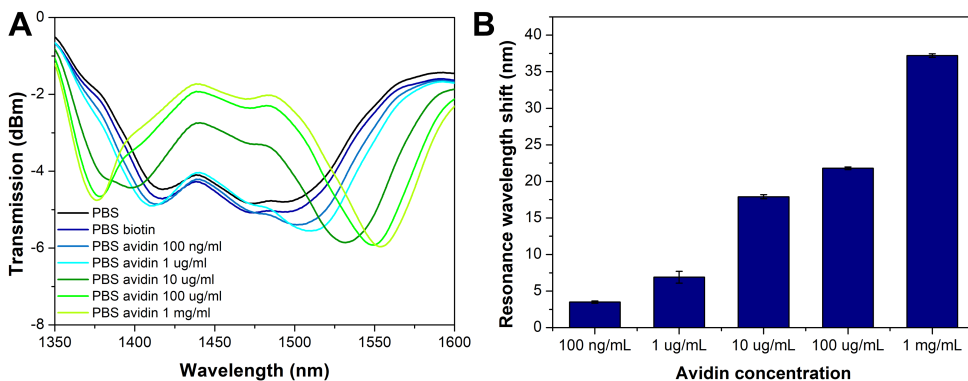 A
Transmission (dBm)
0
-2
-4
-6
-8
PBS
PBS biotin
PBS avidin 100 ng/ml
PBS avidin 1 ug/ml
PBS avidin 10 ug/ml
PBS avidin 100 ug/ml
PBS avidin 1 mg/ml
1350 1400 1450 1500 1550 1600
Wavelength (nm)
B
Resonance wavelength shift (nm)
40
35
30
25
20
15
10
5
0
100 ng/mL 1 ug/mL 10 ug/mL 100 ug/mL 1 mg/mL
Avidin concentration